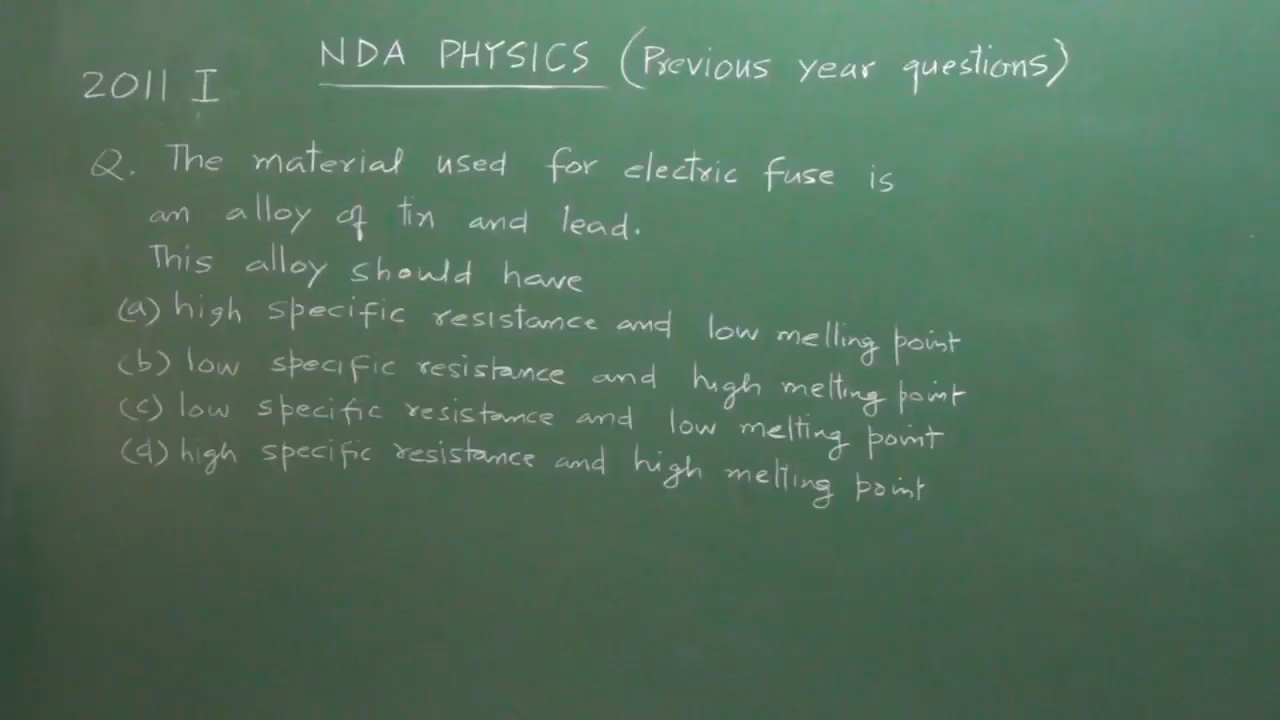 NDA PHYSICS (Previous year questions)
2011 I
Q. The material used for electric fuse is
an alloy of tin and lead.
This alloy should have
(a) high specific resistance and low melling point
(b) low specific resistance and high melting point
(c) low specific resistance and low melting point
(d) high specific resistance and high melting point